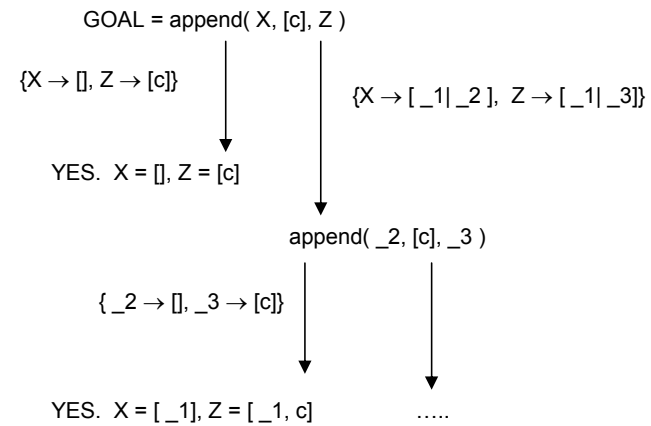 GOAL = append( X, [c], Z )
{X → [], Z → [c]}
{X → [ _1| _2 ],  Z → [ _1| _3]}
YES.  X = [], Z = [c]
append( _2, [c], _3 )
{ _2 → [], _3 → [c]}
YES.  X = [ _1], Z = [ _1, c]
…..